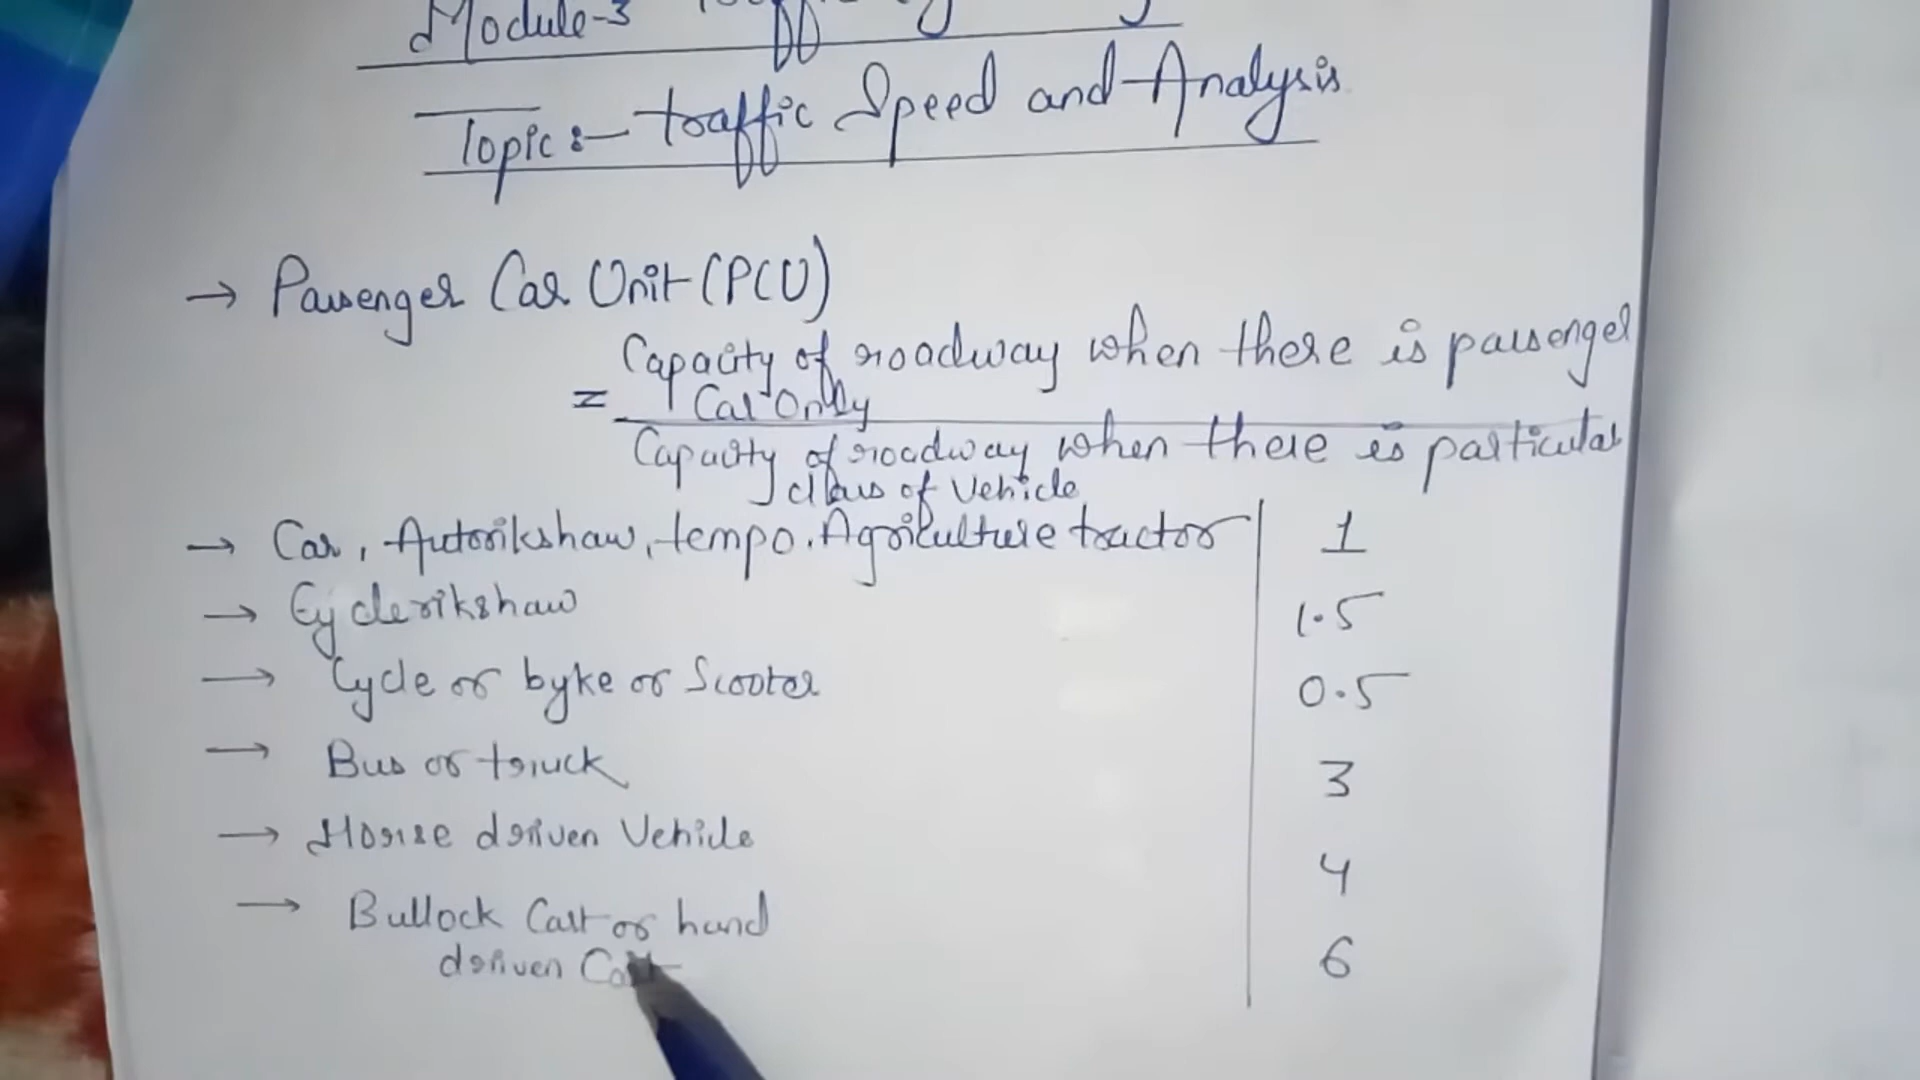 Module-3 Traffic
Topic:- traffic Speed and Analysis
→ Passenger Car Unit (PCU)
Capacity of roadway when there is passenger
= Car Only
Capacity of roadway when there is particular
class of Vehicle
→ Car, Autorikshaw, tempo, Agriculture tractor | 1
→ Cyclerikshaw 1.5
→ Cycle or byke or Scooter 0.5
→ Bus or truck 3
→ Horse driven Vehicle 4
→ Bullock Cart or hand
driven Cart 6